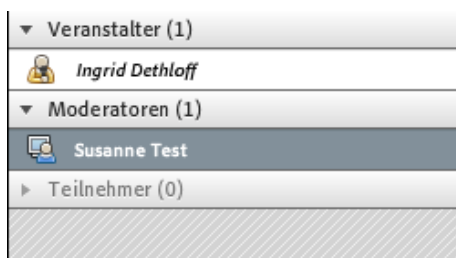 Veranstalter (1)
Ingrid Dethloff
Moderatoren (1)
Susanne Test
Teilnehmer (0)